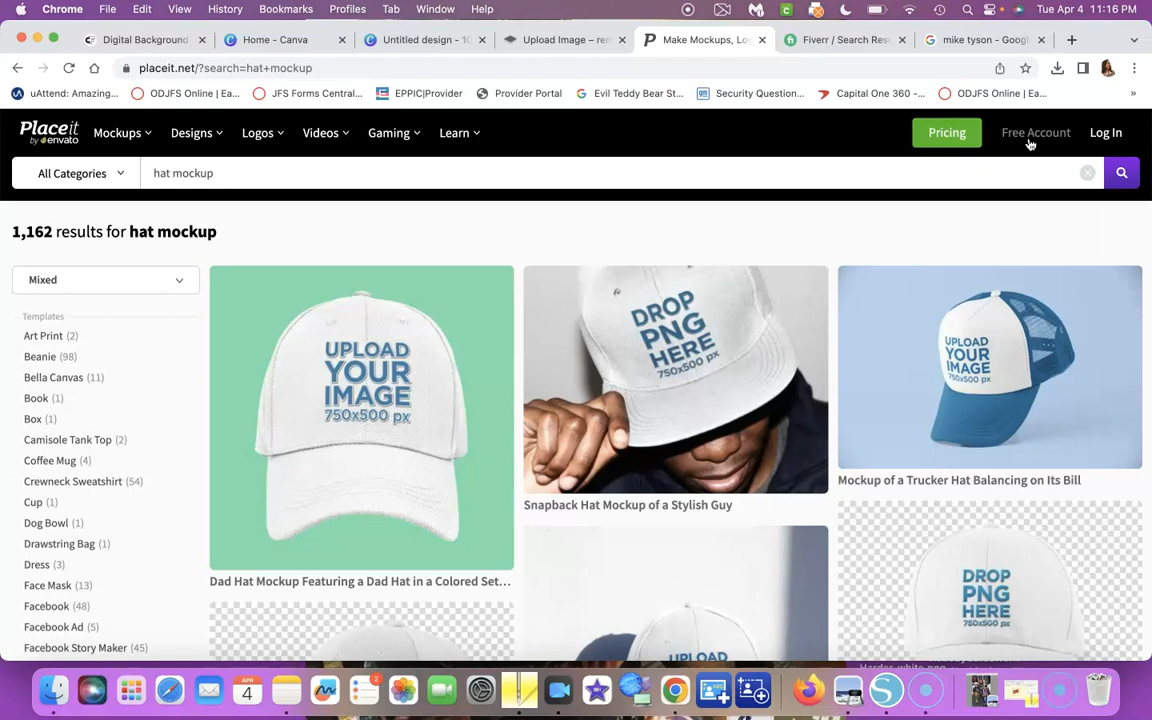 Chrome File Edit View History Bookmarks Profiles Tab Window Help Tue Apr 4 11:16 PM
Digital Background Home - Canva Untitled design - 10 Upload Image – rem Make Mockups, Lo Fiverr / Search Res mike tyson - Googl
placeit.net/?search=hat+mockup
uAttend: Amazing... ODJFS Online | Ea... JFS Forms Central... EPPIC|Provider Provider Portal Evil Teddy Bear St... Security Question... Capital One 360 -... ODJFS Online | Ea... »
Placeit by envato Mockups Designs Logos Videos Gaming Learn Pricing Free Account Log In
All Categories hat mockup
1,162 results for hat mockup
Mixed
Templates
Art Print (2)
Beanie (98)
Bella Canvas (11)
Book (1)
Box (1)
Camisole Tank Top (2)
Coffee Mug (4)
Crewneck Sweatshirt (54)
Cup (1)
Dog Bowl (1)
Drawstring Bag (1)
Dress (3)
Face Mask (13)
Facebook (48)
Facebook Ad (5)
Facebook Story Maker (45)
UPLOAD
YOUR
IMAGE
750x500 px
Dad Hat Mockup Featuring a Dad Hat in a Colored Set...
DROP
PNG
HERE
750x500 px
Snapback Hat Mockup of a Stylish Guy
UPLOAD
UPLOAD
YOUR
IMAGE
750x500 px
Mockup of a Trucker Hat Balancing on Its Bill
DROP
PNG
HERE
750x500 px
APR
4
2